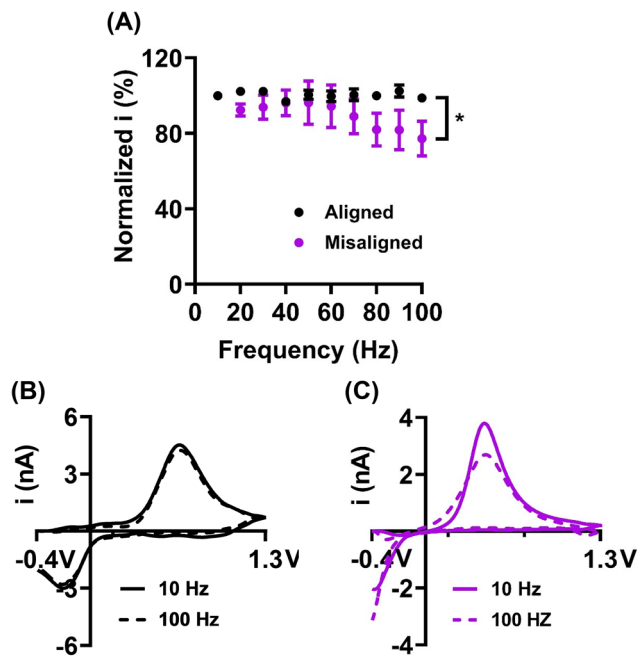 (A)
Normalized i (%)
120
80
40
0
*
Aligned
Misaligned
0 20 40 60 80 100
Frequency (Hz)
(B)
i (nA)
6
3
-3
-6
-0.4V
1.3V
10 Hz
100 Hz
(C)
i (nA)
4
2
-2
-4
-0.4V
1.3V
10 Hz
100 HZ